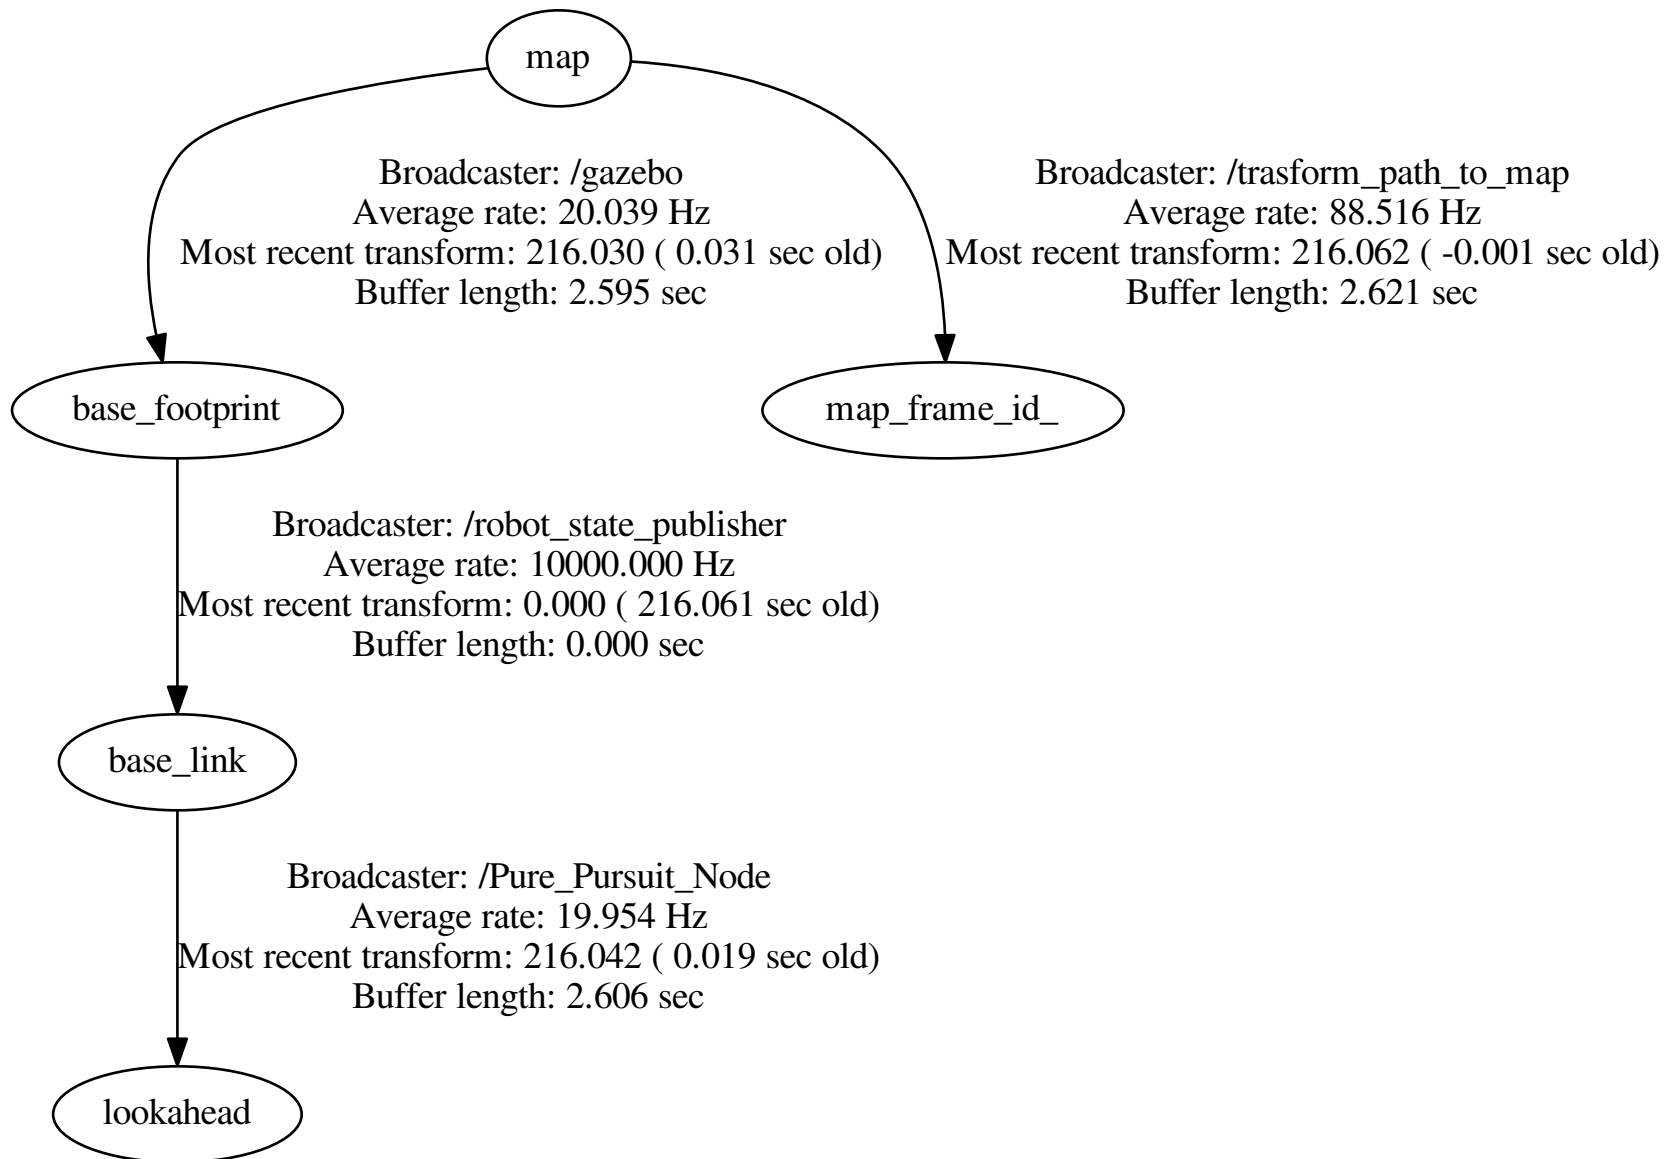 map
Broadcaster: /gazebo
Average rate: 20.039 Hz
Most recent transform: 216.030 ( 0.031 sec old)
Buffer length: 2.595 sec
Broadcaster: /trasform_path_to_map
Average rate: 88.516 Hz
Most recent transform: 216.062 ( -0.001 sec old)
Buffer length: 2.621 sec
base_footprint
map_frame_id_
Broadcaster: /robot_state_publisher
Average rate: 10000.000 Hz
Most recent transform: 0.000 ( 216.061 sec old)
Buffer length: 0.000 sec
base_link
Broadcaster: /Pure_Pursuit_Node
Average rate: 19.954 Hz
Most recent transform: 216.042 ( 0.019 sec old)
Buffer length: 2.606 sec
lookahead